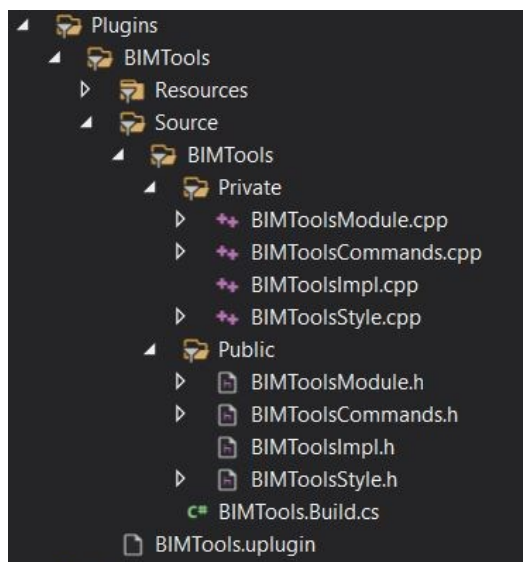 Plugins
BIMTools
Resources
Source
BIMTools
Private
BIMToolsModule.cpp
BIMToolsCommands.cpp
BIMToolsImpl.cpp
BIMToolsStyle.cpp
Public
BIMToolsModule.h
BIMToolsCommands.h
BIMToolsImpl.h
BIMToolsStyle.h
C# BIMTools.Build.cs
BIMTools.uplugin